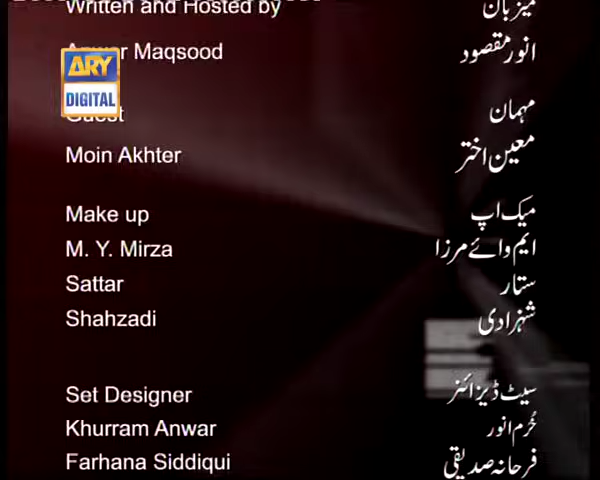 Written and Hosted by میزبان
Anwar Maqsood انور مقصود
ARY
DIGITAL
Guest مہمان
Moin Akhter معین اختر
Make up میک اپ
M. Y. Mirza ایم وائے مرزا
Sattar ستار
Shahzadi شہزادی
Set Designer سیٹ ڈیزائنر
Khurram Anwar خرم انور
Farhana Siddiqui فرحانہ صدیقی